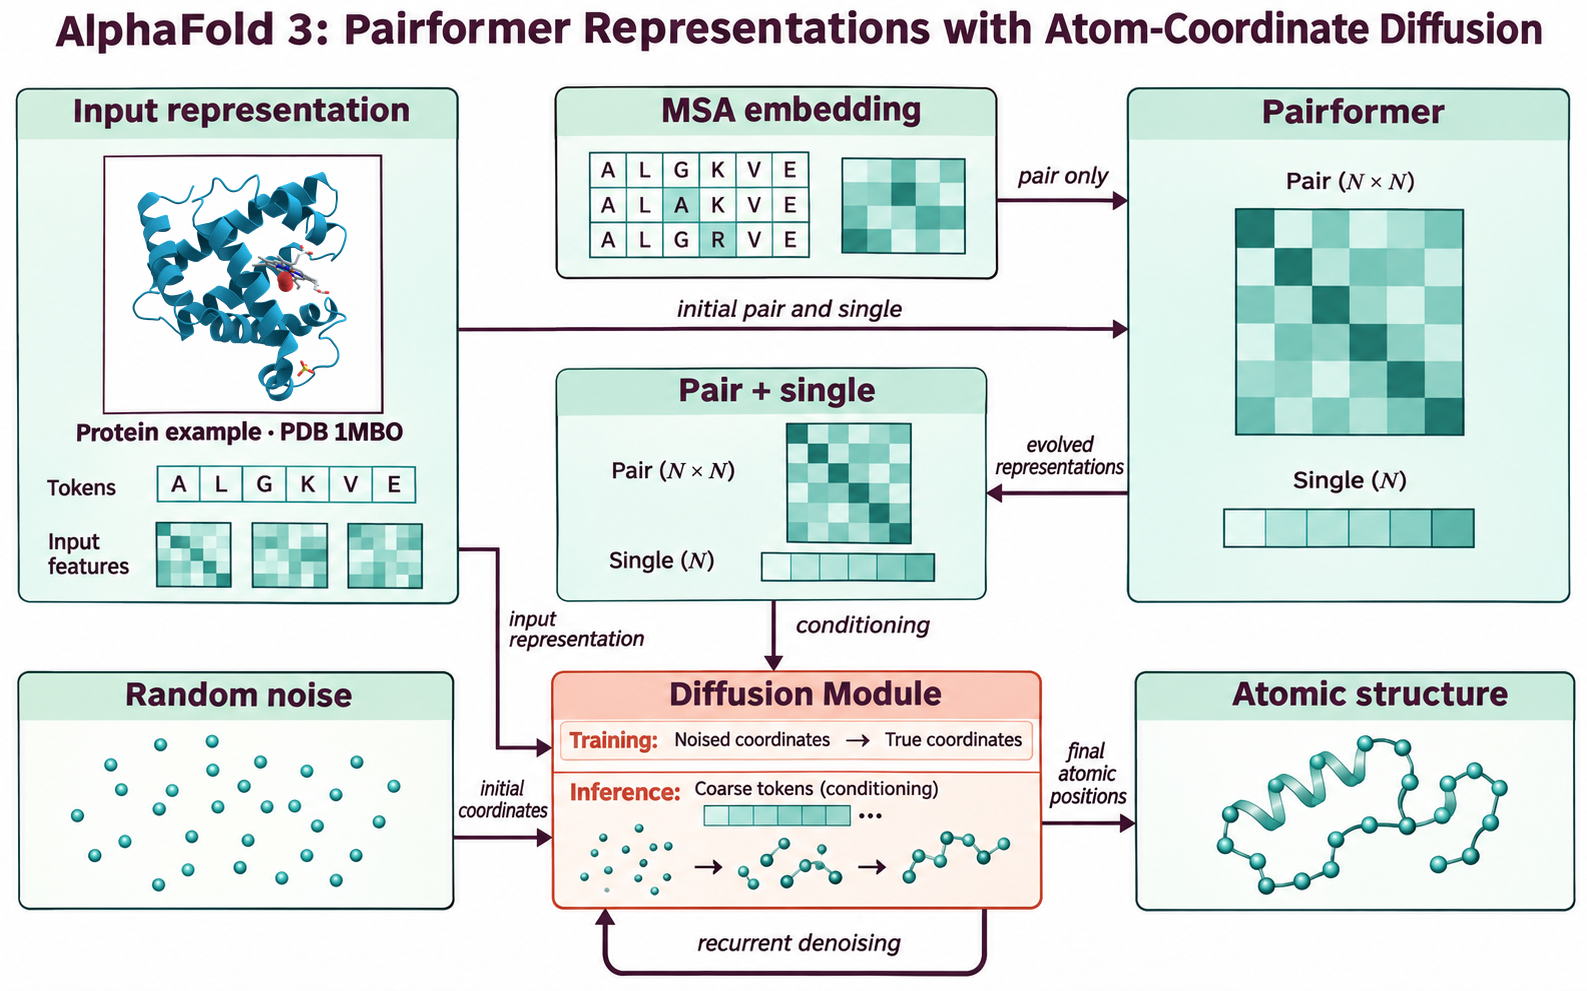 AlphaFold 3: Pairformer Representations with Atom-Coordinate Diffusion
Input representation
Protein example · PDB 1MBO
Tokens
A L G K V E
Input
features
MSA embedding
A L G K V E
A L A K V E
A L G R V E
pair only
initial pair and single
Pairformer
Pair (N × N)
Single (N)
evolved
representations
Pair + single
Pair (N × N)
Single (N)
conditioning
input
representation
Random noise
initial
coordinates
Diffusion Module
Training: Noised coordinates → True coordinates
Inference: Coarse tokens (conditioning)
...
→ →
recurrent denoising
final
atomic
positions
Atomic structure